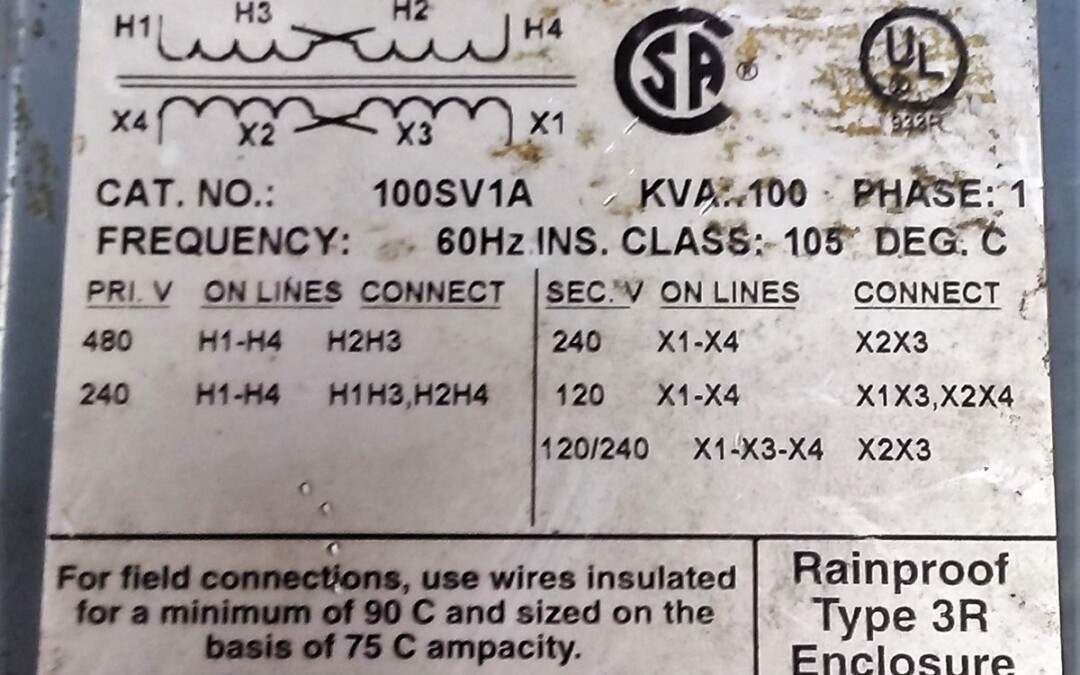 H1 H3 H2 H4
X4 X2 X3 X1
SA ®
UL
CAT. NO.: 100SV1A KVA: 100 PHASE: 1
FREQUENCY: 60Hz INS. CLASS: 105 DEG. C
PRI. V ON LINES CONNECT SEC. V ON LINES CONNECT
480 H1-H4 H2H3 240 X1-X4 X2X3
240 H1-H4 H1H3,H2H4 120 X1-X4 X1X3,X2X4
120/240 X1-X3-X4 X2X3
For field connections, use wires insulated
for a minimum of 90 C and sized on the
basis of 75 C ampacity.
Rainproof
Type 3R
Enclosure